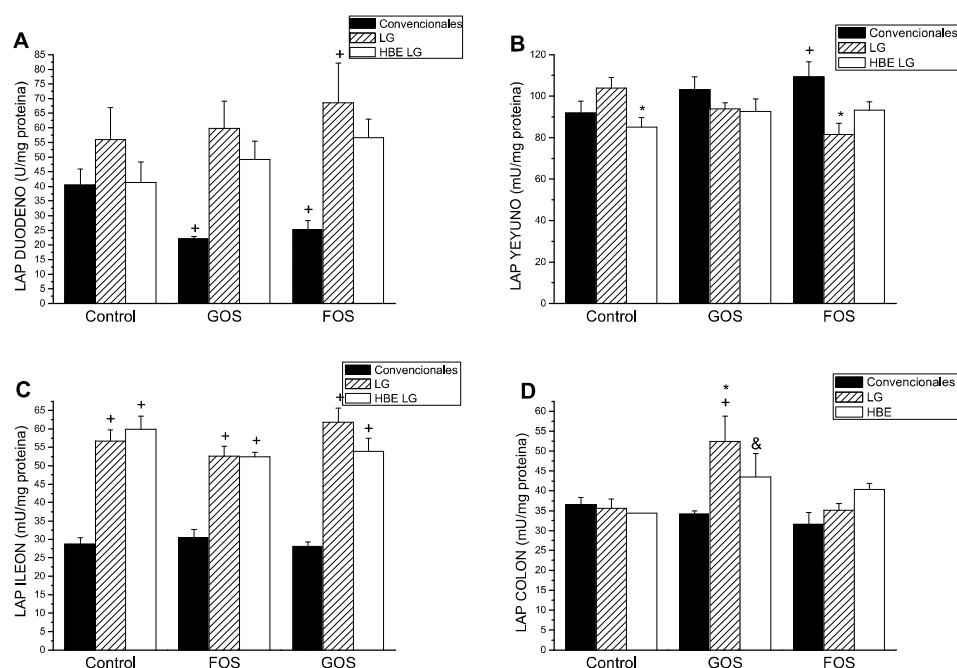 A
Convencionales
LG
HBE LG
LAP DUODENO (U/mg proteina)
85
80
75
70
65
60
55
50
45
40
35
30
25
20
15
10
5
0
+
+
+
Control GOS FOS
B
Convencionales
LG
HBE LG
LAP YEYUNO (mU/mg proteina)
120
100
80
60
40
20
0
*
+
*
Control GOS FOS
C
Convencionales
LG
HBE LG
LAP ILEON (mU/mg proteina)
65
60
55
50
45
40
35
30
25
20
15
10
5
0
+ +
+ +
+ +
Control FOS GOS
D
Convencionales
LG
HBE
LAP COLON (mU/mg proteina)
60
55
50
45
40
35
30
25
20
15
10
5
0
*
+
&
Control GOS FOS